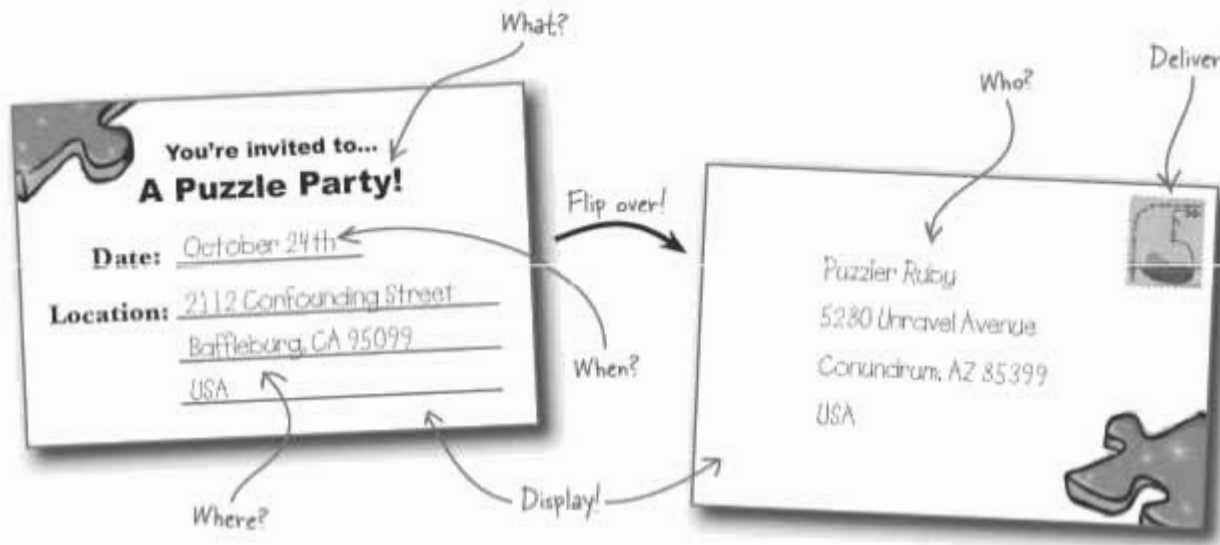 What?
You're invited to...
A Puzzle Party!
Date: October 24th
Location: 2112 Confounding Street
Baffleburg, CA 95099
USA
Where?
Flip over!
When?
Display!
Who?
Deliver
Puzzler Ruby
5280 Unravel Avenue
Conundrum, AZ 85399
USA